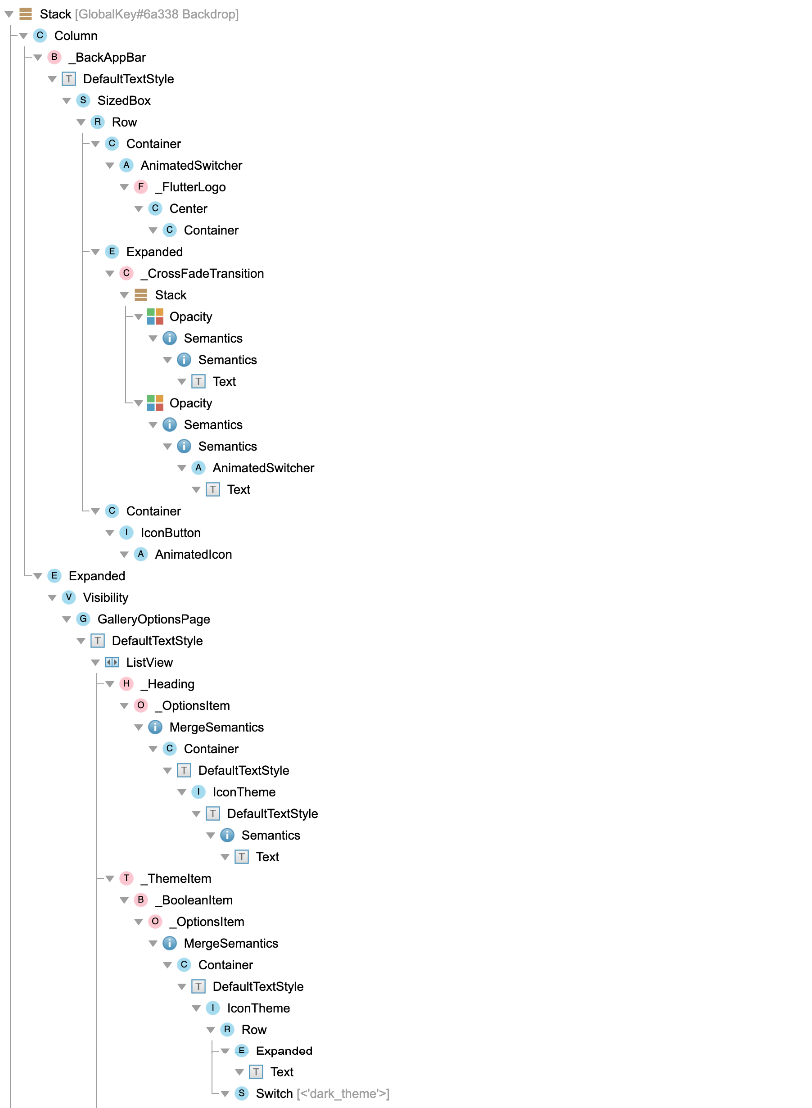 Stack [GlobalKey#6a338 Backdrop]
C Column
B _BackAppBar
T DefaultTextStyle
S SizedBox
R Row
C Container
A AnimatedSwitcher
F _FlutterLogo
C Center
C Container
E Expanded
C _CrossFadeTransition
Stack
Opacity
i Semantics
i Semantics
T Text
Opacity
i Semantics
i Semantics
A AnimatedSwitcher
T Text
C Container
I IconButton
A AnimatedIcon
E Expanded
V Visibility
G GalleryOptionsPage
T DefaultTextStyle
ListView
H _Heading
O _OptionsItem
i MergeSemantics
C Container
T DefaultTextStyle
I IconTheme
T DefaultTextStyle
i Semantics
T Text
T _ThemeItem
B _BooleanItem
O _OptionsItem
i MergeSemantics
C Container
T DefaultTextStyle
I IconTheme
R Row
E Expanded
T Text
S Switch [<'dark_theme'>]